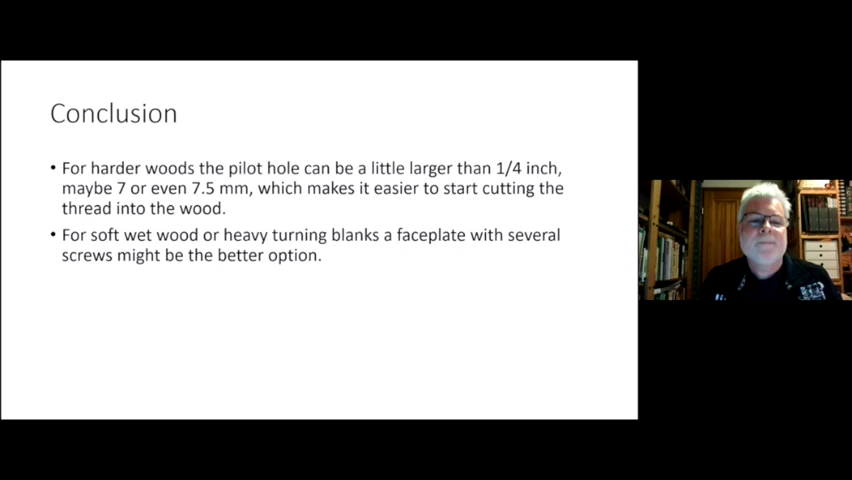 Conclusion
• For harder woods the pilot hole can be a little larger than 1/4 inch,
maybe 7 or even 7.5 mm, which makes it easier to start cutting the
thread into the wood.
• For soft wet wood or heavy turning blanks a faceplate with several
screws might be the better option.